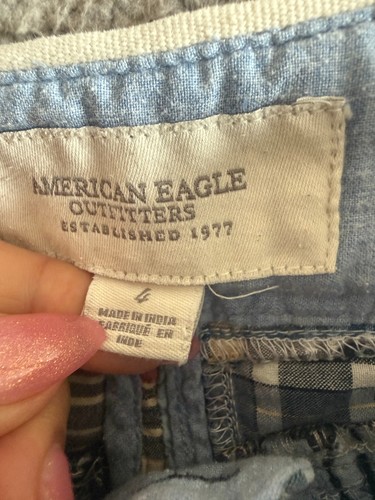 AMERICAN EAGLE
OUTFITTERS
ESTABLISHED 1977
4
MADE IN INDIA
FABRIQUÉ EN
INDE